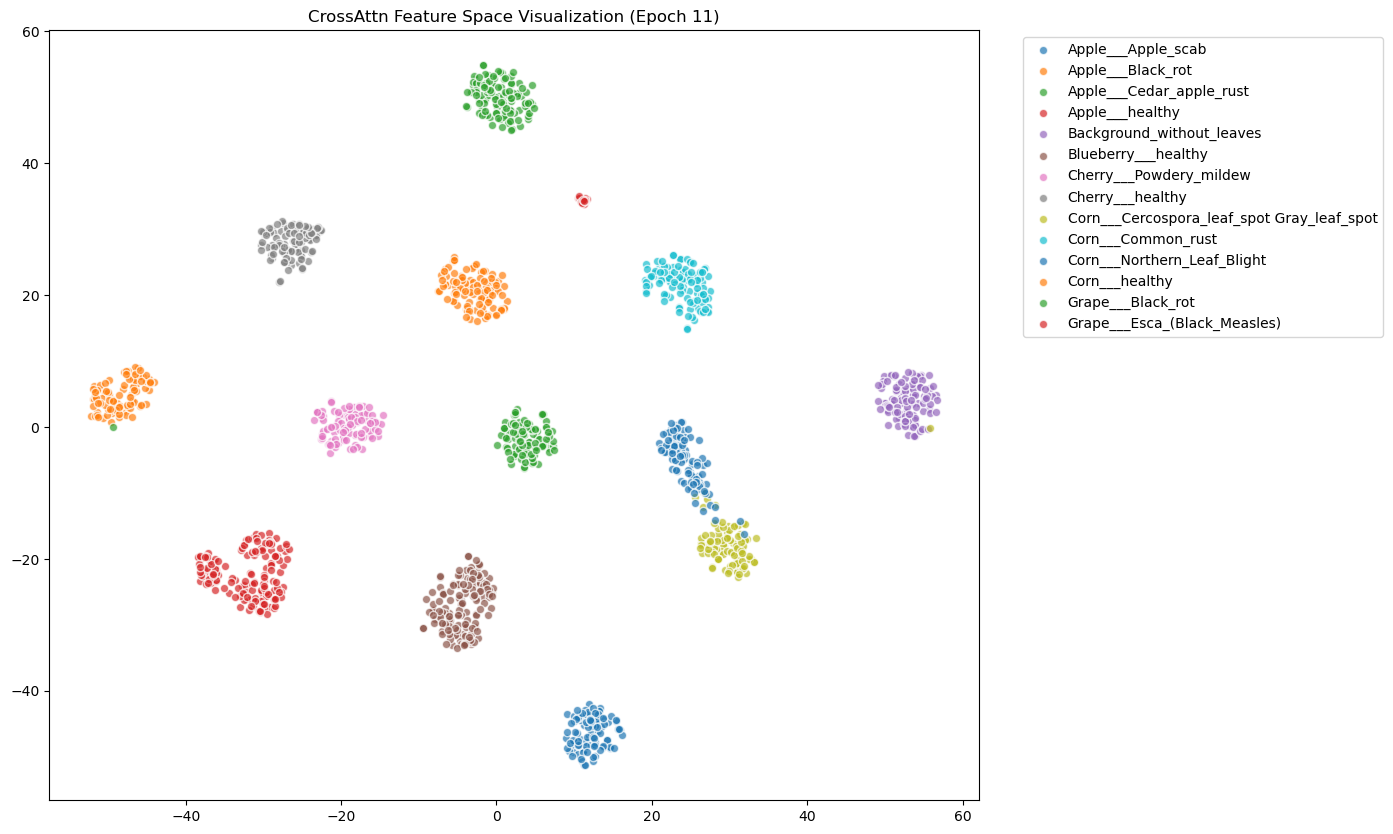 CrossAttn Feature Space Visualization (Epoch 11)
60
40
20
0
−20
−40
−40
−20
0
20
40
60
Apple___Apple_scab
Apple___Black_rot
Apple___Cedar_apple_rust
Apple___healthy
Background_without_leaves
Blueberry___healthy
Cherry___Powdery_mildew
Cherry___healthy
Corn___Cercospora_leaf_spot Gray_leaf_spot
Corn___Common_rust
Corn___Northern_Leaf_Blight
Corn___healthy
Grape___Black_rot
Grape___Esca_(Black_Measles)